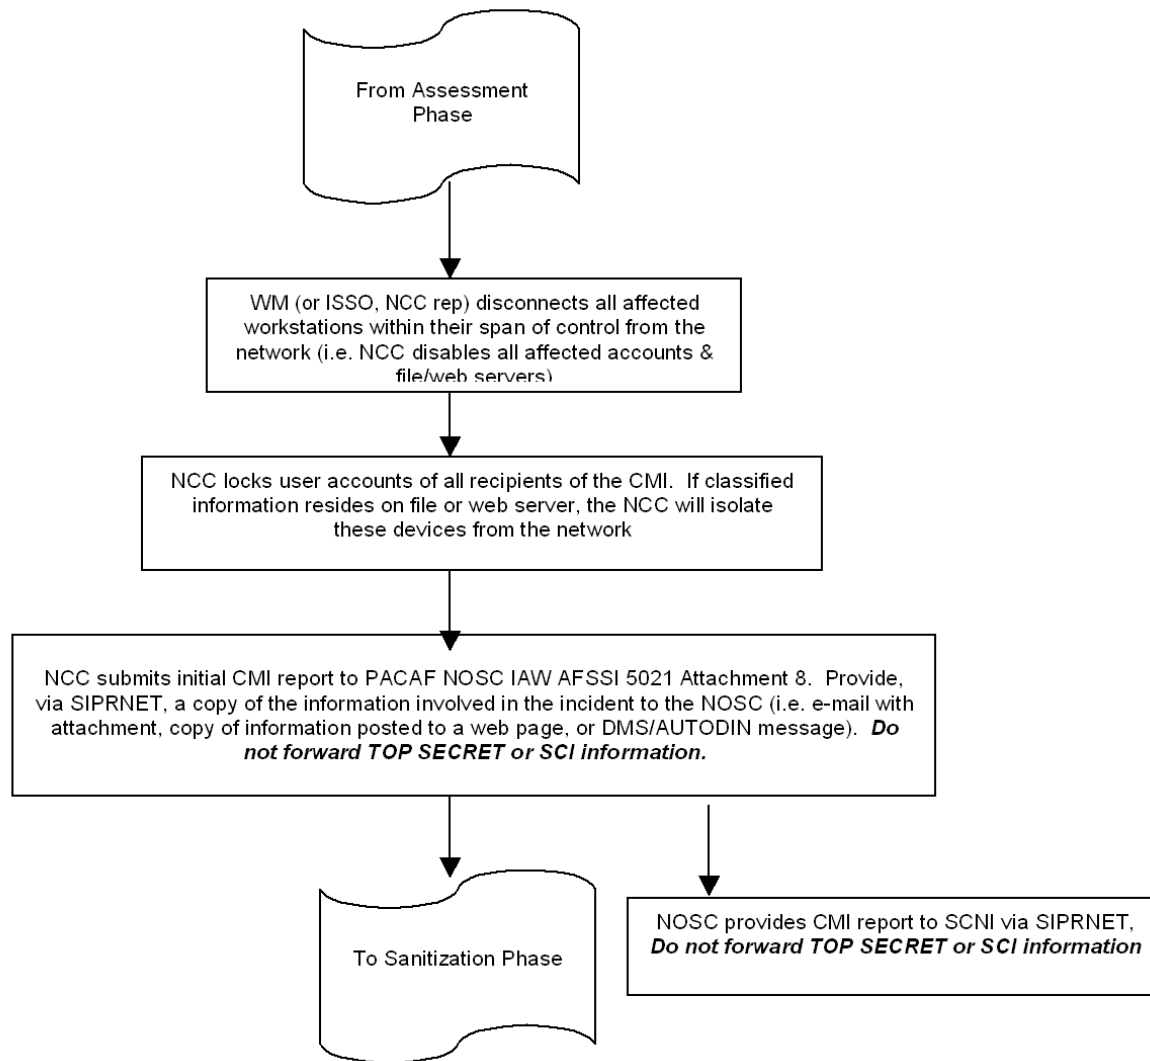 From Assessment
Phase
WM (or ISSO, NCC rep) disconnects all affected
workstations within their span of control from the
network (i.e. NCC disables all affected accounts &
file/web servers)
NCC locks user accounts of all recipients of the CMI. If classified
information resides on file or web server, the NCC will isolate
these devices from the network
NCC submits initial CMI report to PACAF NOSC IAW AFSSI 5021 Attachment 8. Provide,
via SIPRNET, a copy of the information involved in the incident to the NOSC (i.e. e-mail with
attachment, copy of information posted to a web page, or DMS/AUTODIN message). Do
not forward TOP SECRET or SCI information.
To Sanitization Phase
NOSC provides CMI report to SCNI via SIPRNET,
Do not forward TOP SECRET or SCI information